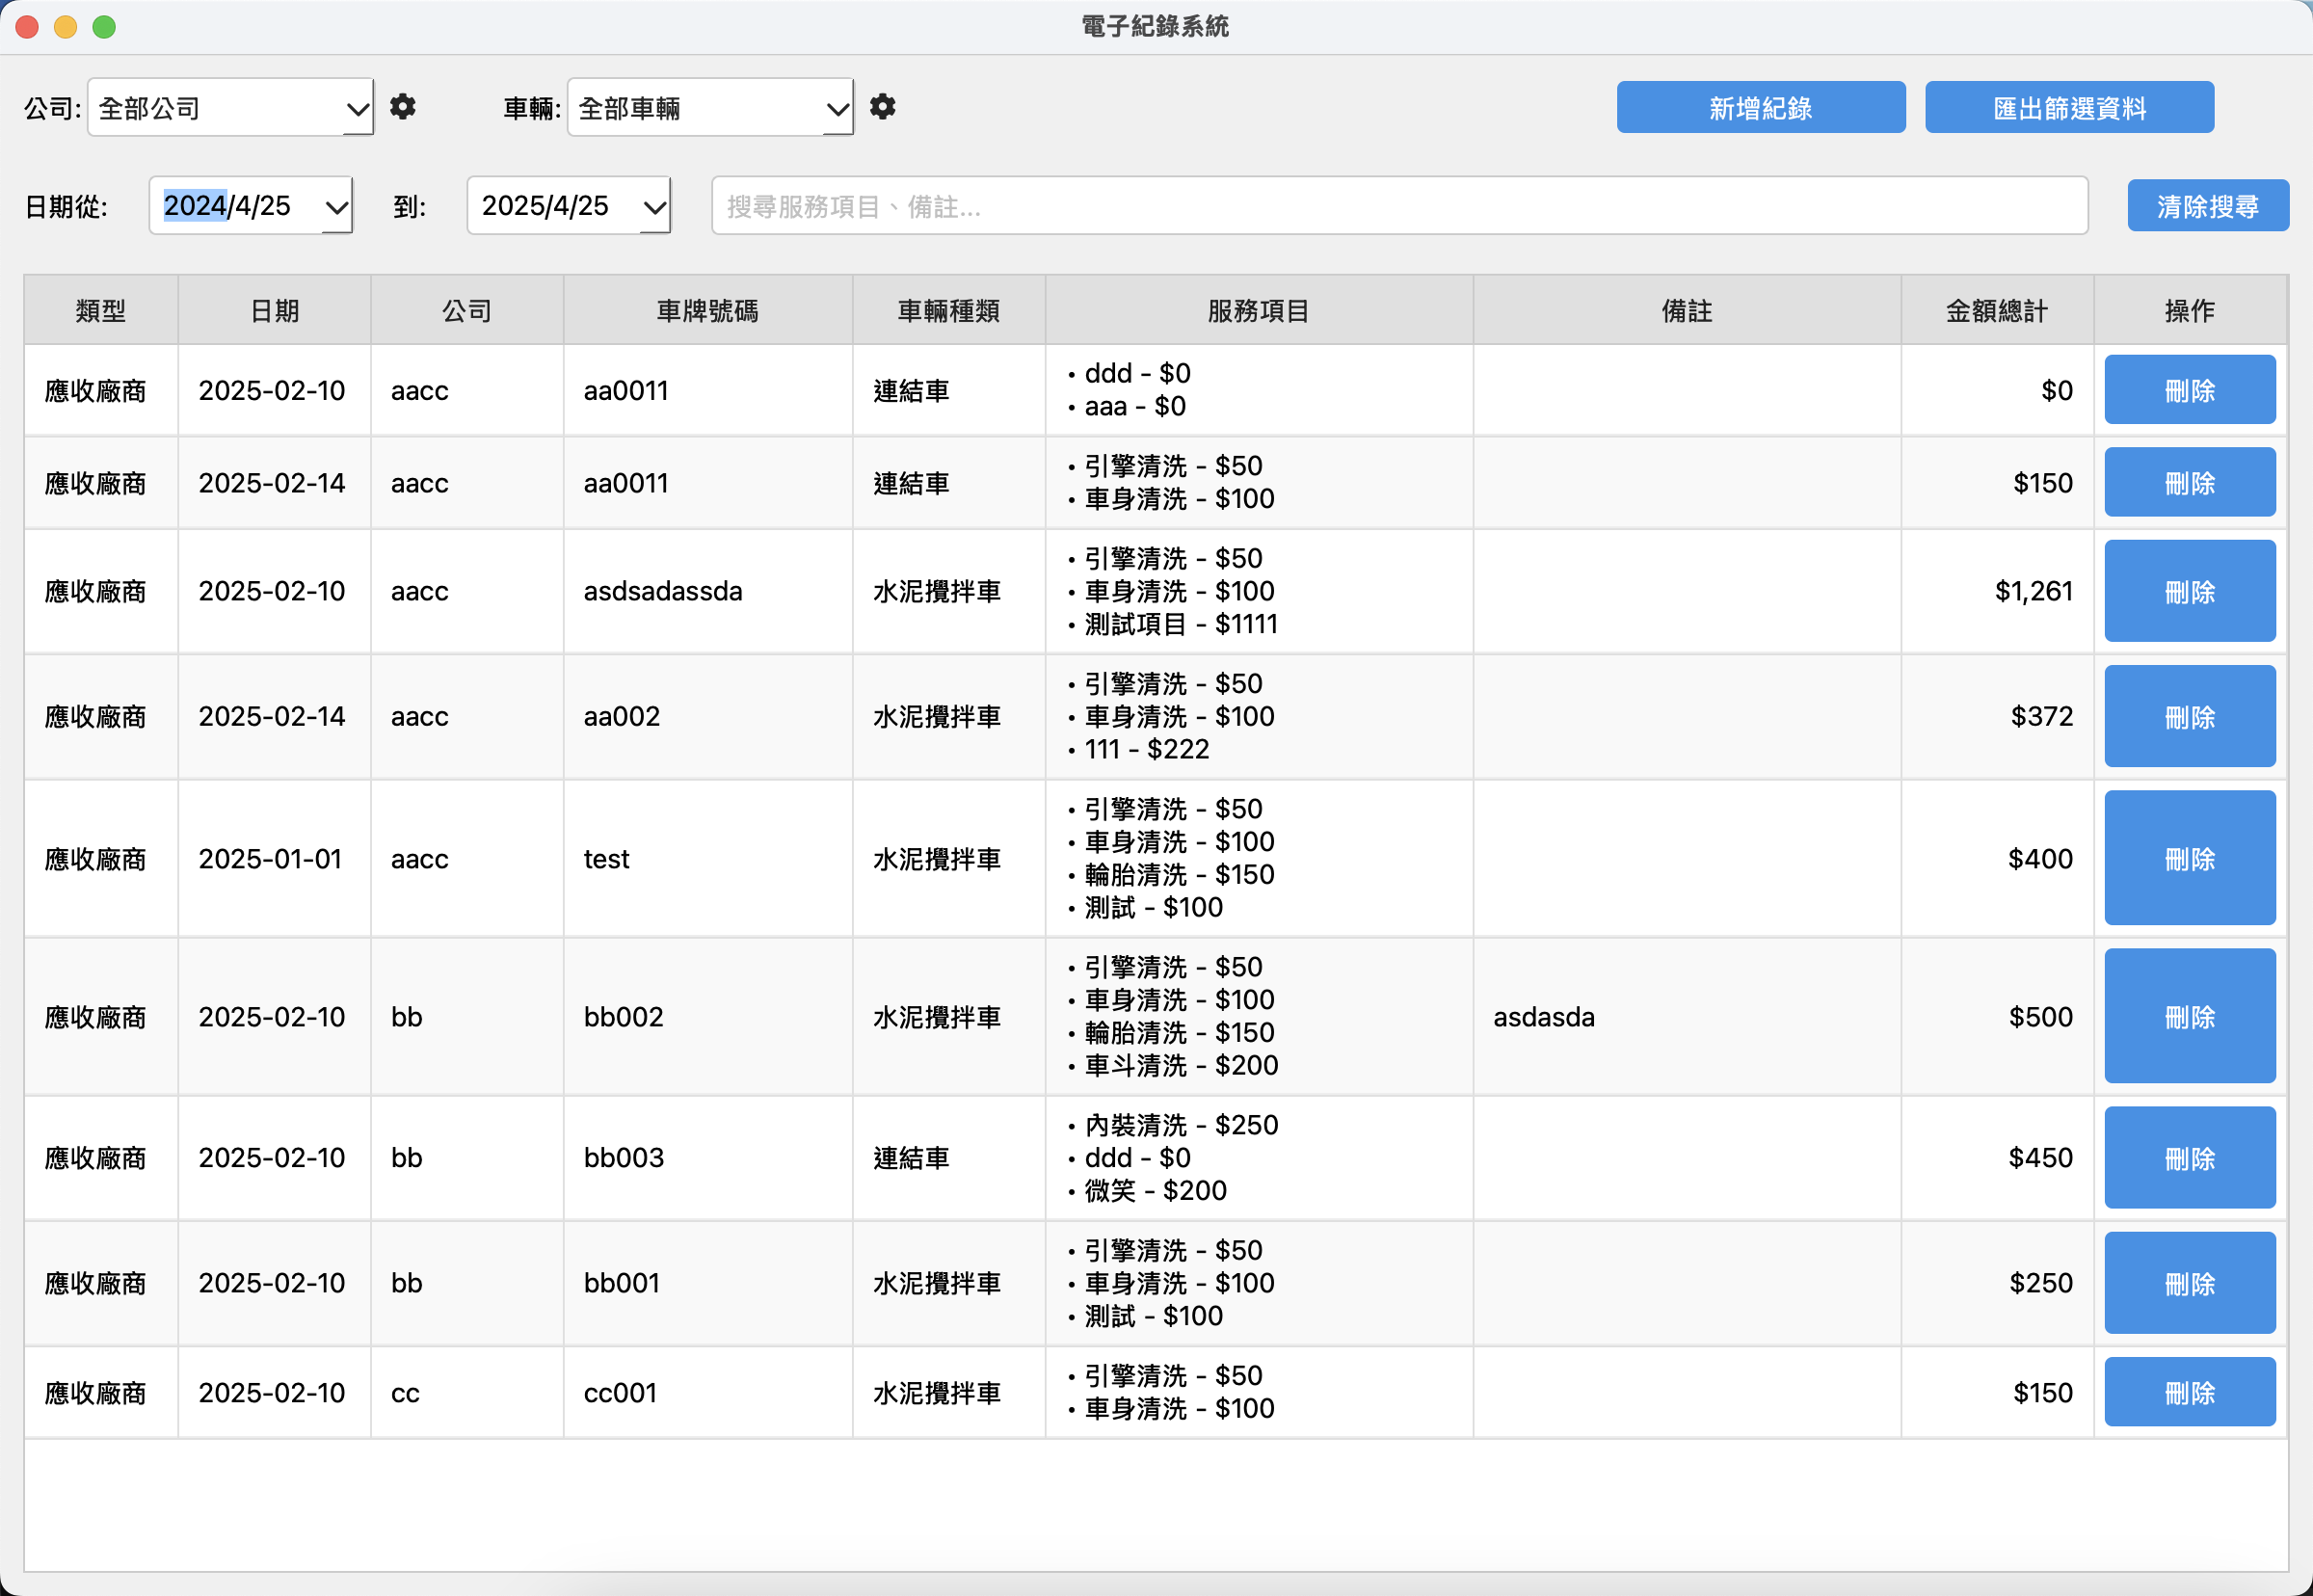 電子紀錄系統
公司: 全部公司 車輛: 全部車輛 新增紀錄 匯出篩選資料
日期從: 2024/4/25 到: 2025/4/25 搜尋服務項目、備註... 清除搜尋
類型 日期 公司 車牌號碼 車輛種類 服務項目 備註 金額總計 操作
應收廠商 2025-02-10 aacc aa0011 連結車
• ddd - $0
• aaa - $0
$0 刪除
應收廠商 2025-02-14 aacc aa0011 連結車
• 引擎清洗 - $50
• 車身清洗 - $100
$150 刪除
應收廠商 2025-02-10 aacc asdsadassda 水泥攪拌車
• 引擎清洗 - $50
• 車身清洗 - $100
• 測試項目 - $1111
$1,261 刪除
應收廠商 2025-02-14 aacc aa002 水泥攪拌車
• 引擎清洗 - $50
• 車身清洗 - $100
• 111 - $222
$372 刪除
應收廠商 2025-01-01 aacc test 水泥攪拌車
• 引擎清洗 - $50
• 車身清洗 - $100
• 輪胎清洗 - $150
• 測試 - $100
$400 刪除
應收廠商 2025-02-10 bb bb002 水泥攪拌車
• 引擎清洗 - $50
• 車身清洗 - $100
• 輪胎清洗 - $150
• 車斗清洗 - $200
asdasda $500 刪除
應收廠商 2025-02-10 bb bb003 連結車
• 內裝清洗 - $250
• ddd - $0
• 微笑 - $200
$450 刪除
應收廠商 2025-02-10 bb bb001 水泥攪拌車
• 引擎清洗 - $50
• 車身清洗 - $100
• 測試 - $100
$250 刪除
應收廠商 2025-02-10 cc cc001 水泥攪拌車
• 引擎清洗 - $50
• 車身清洗 - $100
$150 刪除